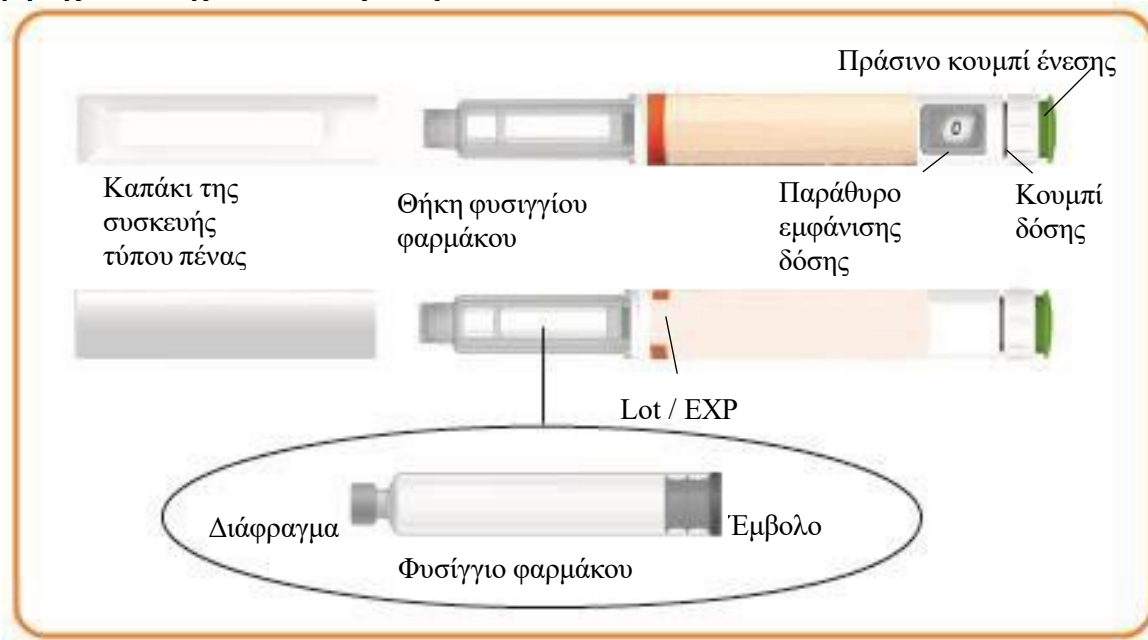 Πράσινο κουμπί ένεσης
0
Καπάκι της
συσκευής
τύπου πένας
Θήκη φυσιγγίου
φαρμάκου
Παράθυρο
εμφάνισης
δόσης
Κουμπί
δόσης
Lot / EXP
Διάφραγμα
Έμβολο
Φυσίγγιο φαρμάκου